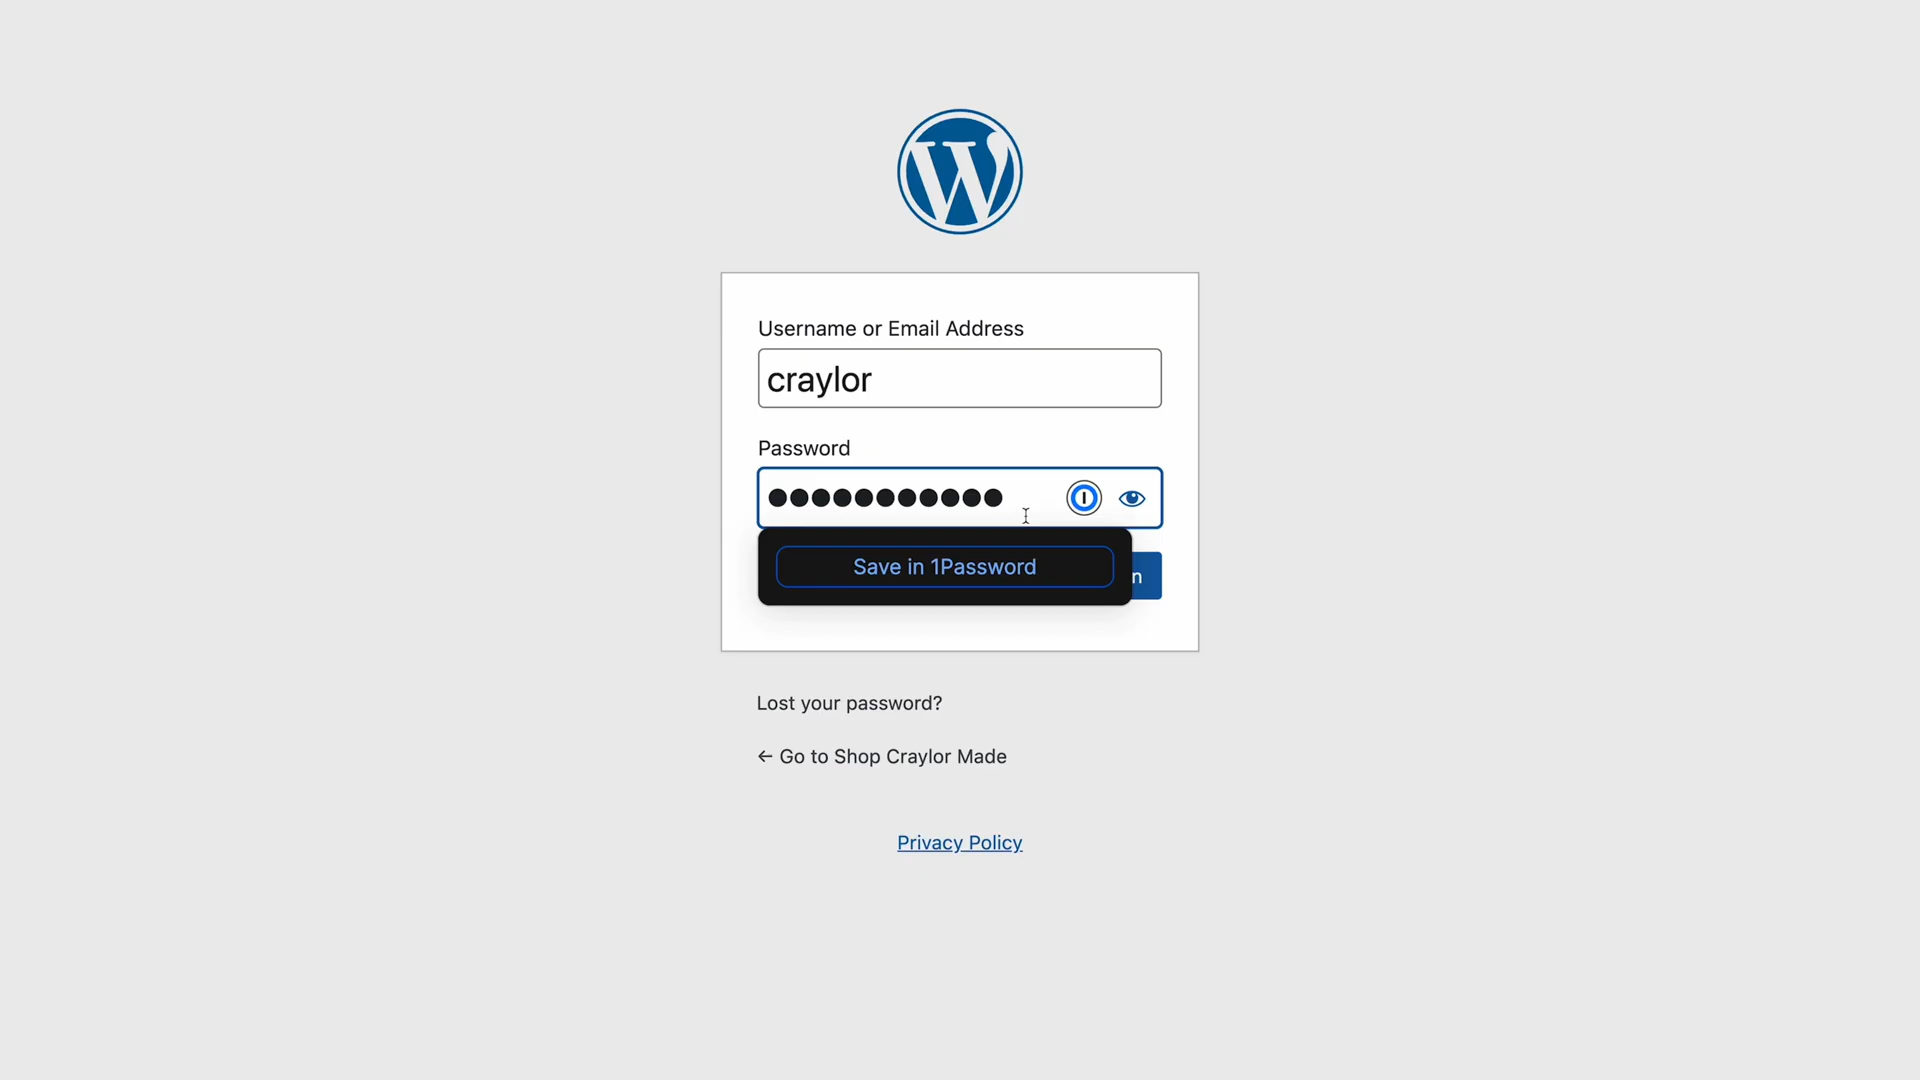 Username or Email Address
craylor
Password
Save in 1Password
n
Lost your password?
← Go to Shop Craylor Made
Privacy Policy